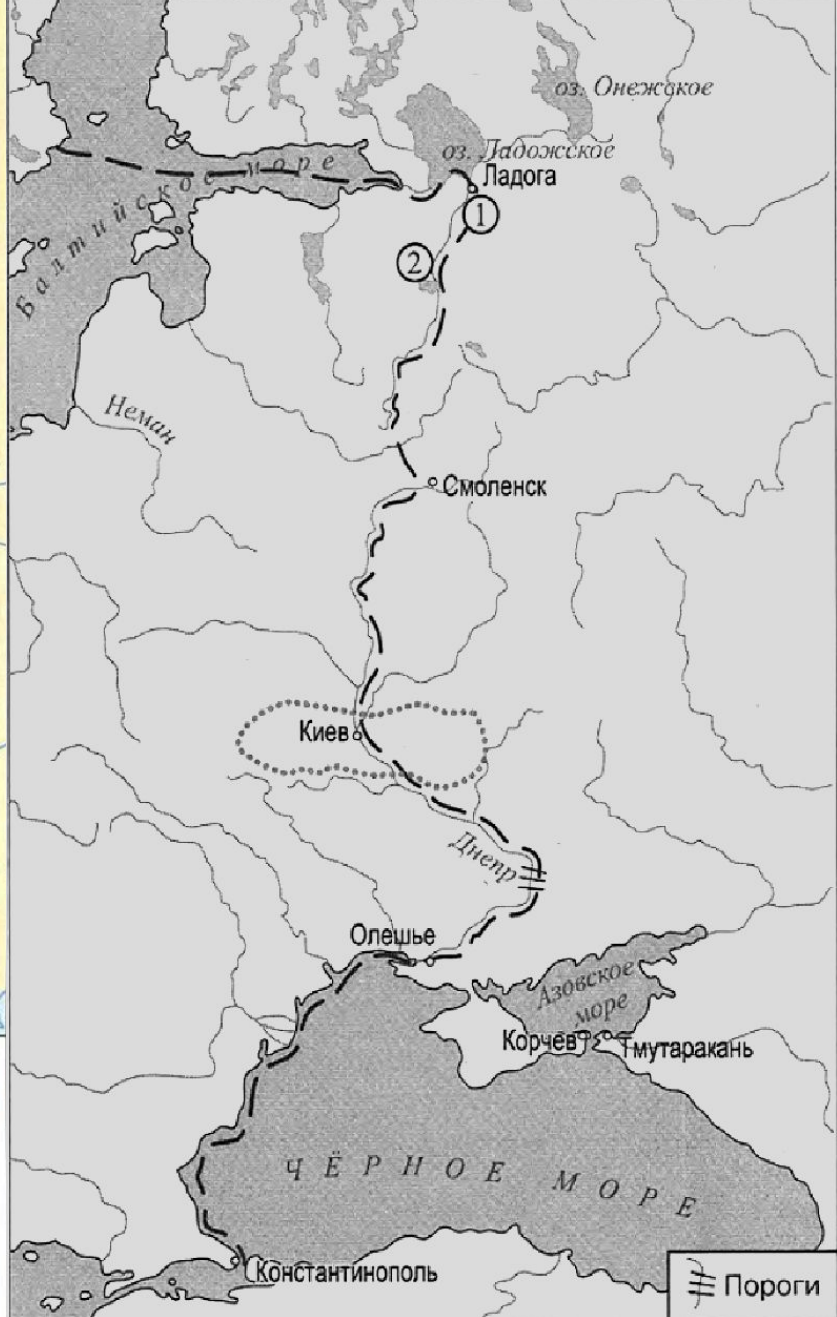 оз. Онежское
оз. Ладожское
Ладога
Балтийское море
1
2
Неман
Смоленск
Киев
Днепр
Олешье
Азовское
море
Корчев
Тмутаракань
ЧЁРНОЕ МОРЕ
Константинополь
Пороги